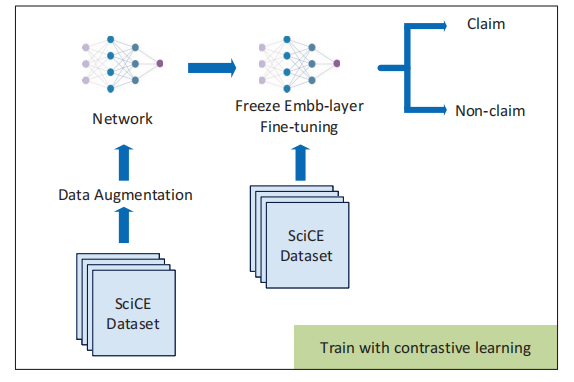 Claim
Network
Freeze Embb-layer
Fine-tuning
Non-claim
Data Augmentation
SciCE
Dataset
SciCE
Dataset
Train with contrastive learning